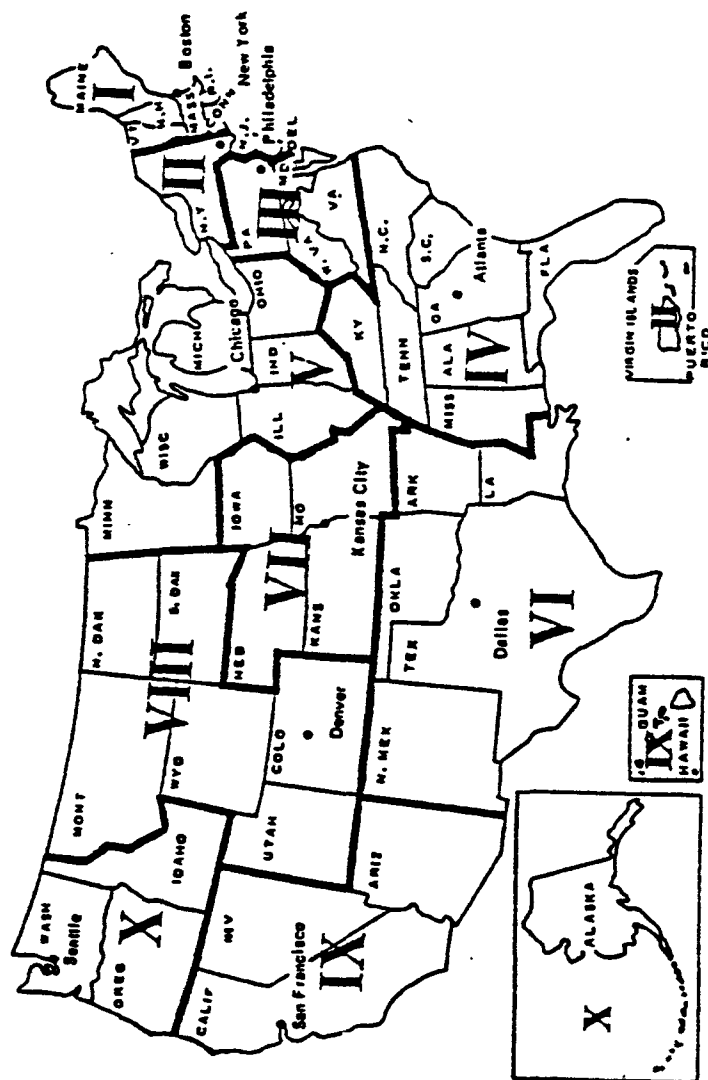 WASH
Seattle
OREG
X
IDAHO
MONT
N. DAK
S. DAK
VIII
WYO
UTAH
COLO
Denver
CALIF
NEV
San Francisco
IX
ARIZ
N. MEX
TEX
OKLA
Dallas
VI
ARK
LA
NEB
KANS
VII
IOWA
MO
Kansas City
MINN
WISC
MICH
Chicago
ILL
IND
OHIO
V
KY
TENN
MISS
ALA
IV
GA
Atlanta
FLA
S.C.
N.C.
VA
W. VA
III
PA
MD
DEL
Philadelphia
N.J.
New York
N.Y
II
VT
N.H
MAINE
I
MASS
Boston
R.I.
CONN
ALASKA
X
GUAM
IX
HAWAII
VIRGIN ISLANDS
II
PUERTO
RICO